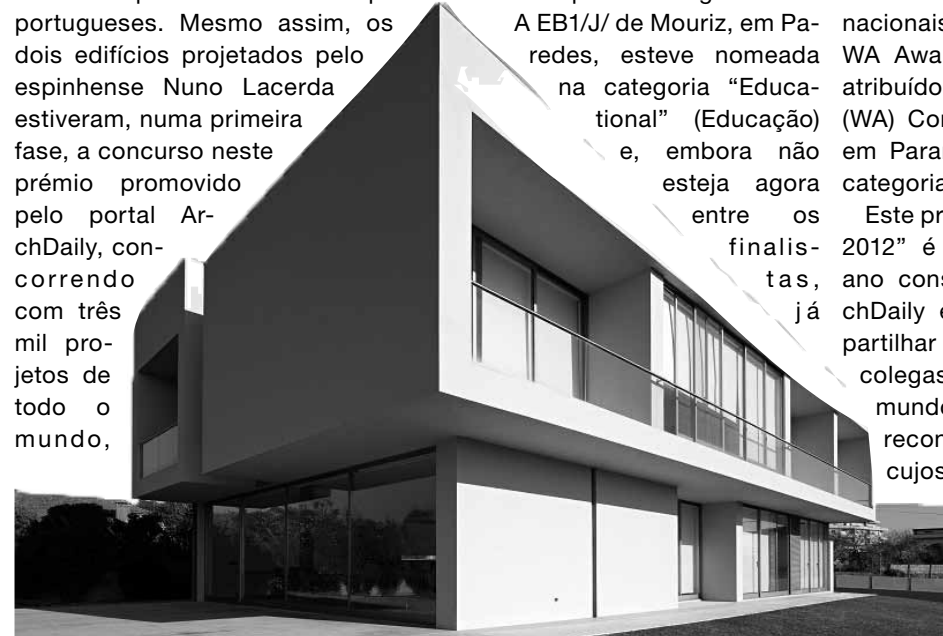 portugueses. Mesmo assim, os
dois edifícios projetados pelo
espinhense Nuno Lacerda
estiveram, numa primeira
fase, a concurso neste
prémio promovido
pelo portal Ar-
chDaily, con-
correndo
com três
mil pro-
jetos de
todo o
mundo,
A EB1/J/ de Mouriz, em Pa-
redes, esteve nomeada
na categoria “Educa-
tional” (Educação)
e, embora não
esteja agora
entre os
finalis-
tas,
já
nacionais
WA Awa
atribuído
(WA) Co
em Para
categoria
Este pr
2012” é
ano cons
chDaily e
partilhar
colegas
mundo
recon
cujos